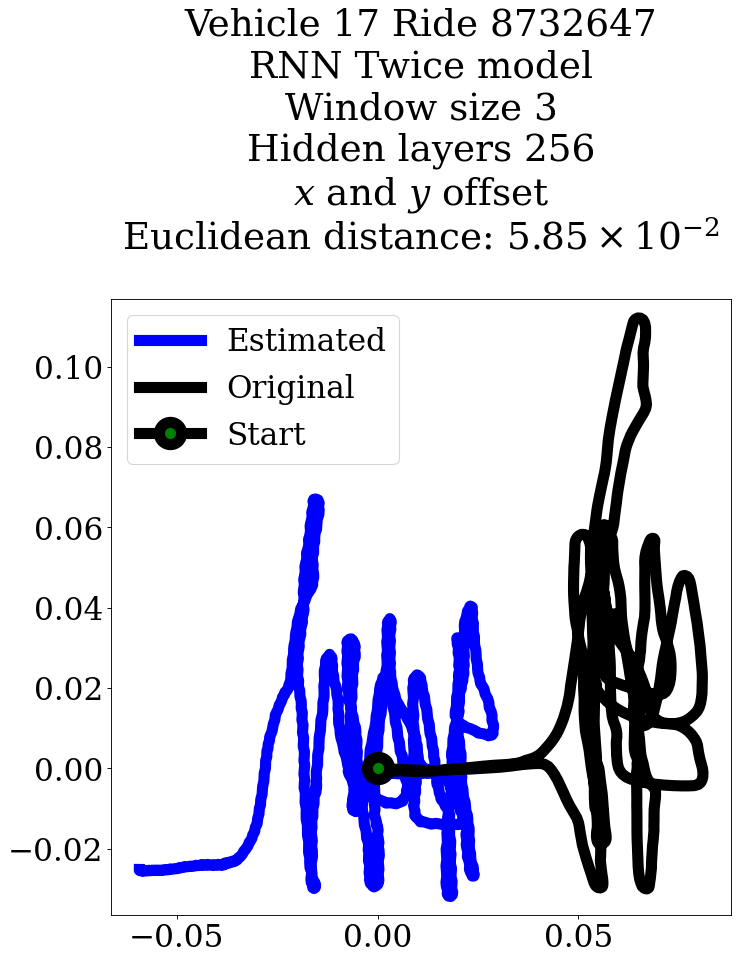 Vehicle 17 Ride 8732647
RNN Twice model
Window size 3
Hidden layers 256
x and y offset
Euclidean distance: 5.85 × 10⁻²
Estimated
Original
Start
0.10
0.08
0.06
0.04
0.02
0.00
−0.02
−0.05 0.00 0.05